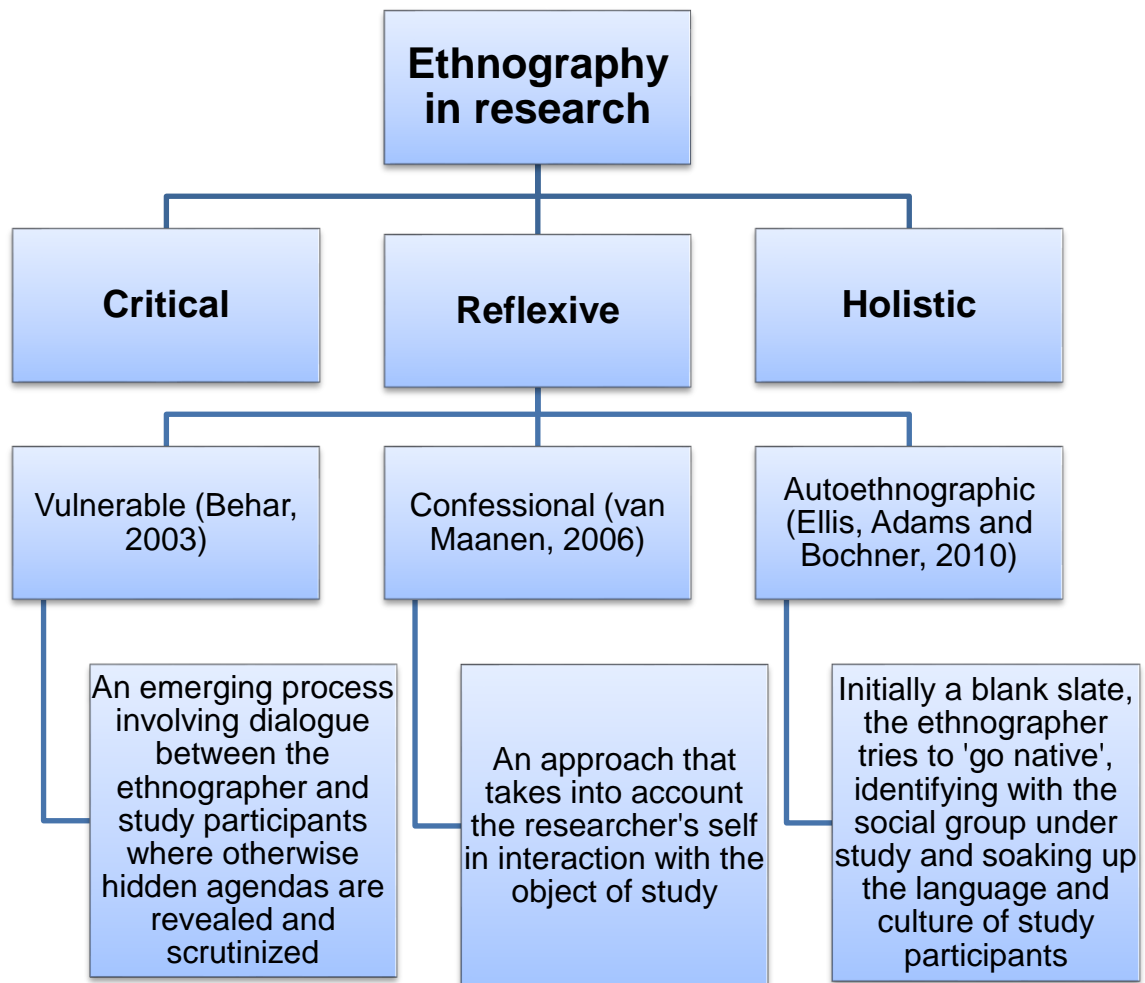 Ethnography
in research
Critical
Reflexive
Holistic
Vulnerable (Behar,
2003)
Confessional (van
Maanen, 2006)
Autoethnographic
(Ellis, Adams and
Bochner, 2010)
An emerging process
involving dialogue
between the
ethnographer and
study participants
where otherwise
hidden agendas are
revealed and
scrutinized
An approach that
takes into account
the researcher's self
in interaction with the
object of study
Initially a blank slate,
the ethnographer
tries to 'go native',
identifying with the
social group under
study and soaking up
the language and
culture of study
participants